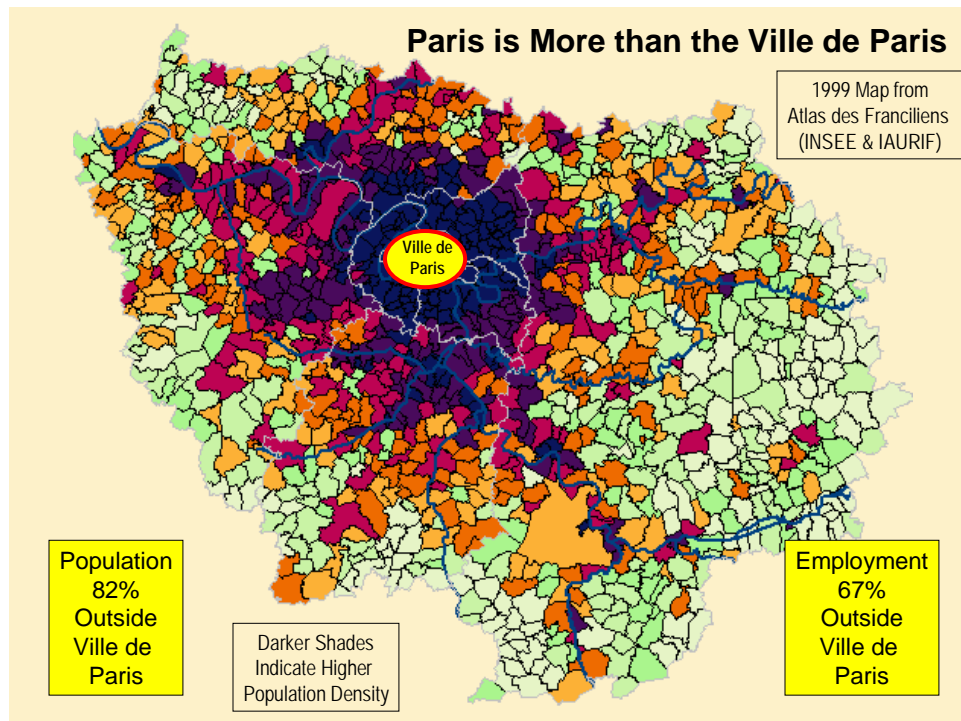 Paris is More than the Ville de Paris
1999 Map from
Atlas des Franciliens
(INSEE & IAURIF)
Ville de
Paris
Population
82%
Outside
Ville de
Paris
Darker Shades
Indicate Higher
Population Density
Employment
67%
Outside
Ville de
Paris